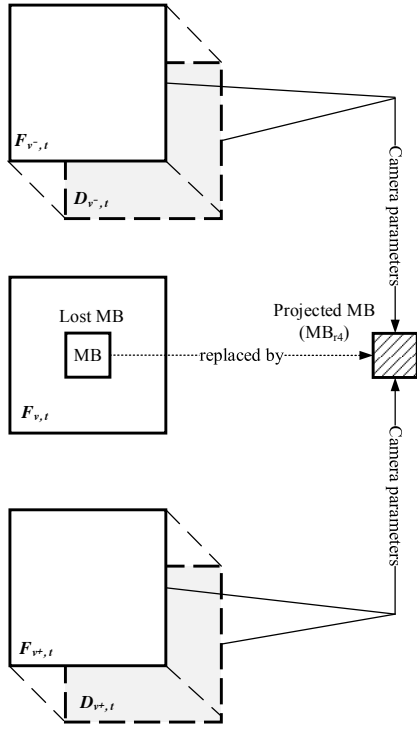 F_{v⁻, t}
D_{v⁻, t}
Camera parameters
Lost MB
MB
Projected MB
(MB_{r4})
replaced by
F_{v, t}
Camera parameters
F_{v⁺, t}
D_{v⁺, t}